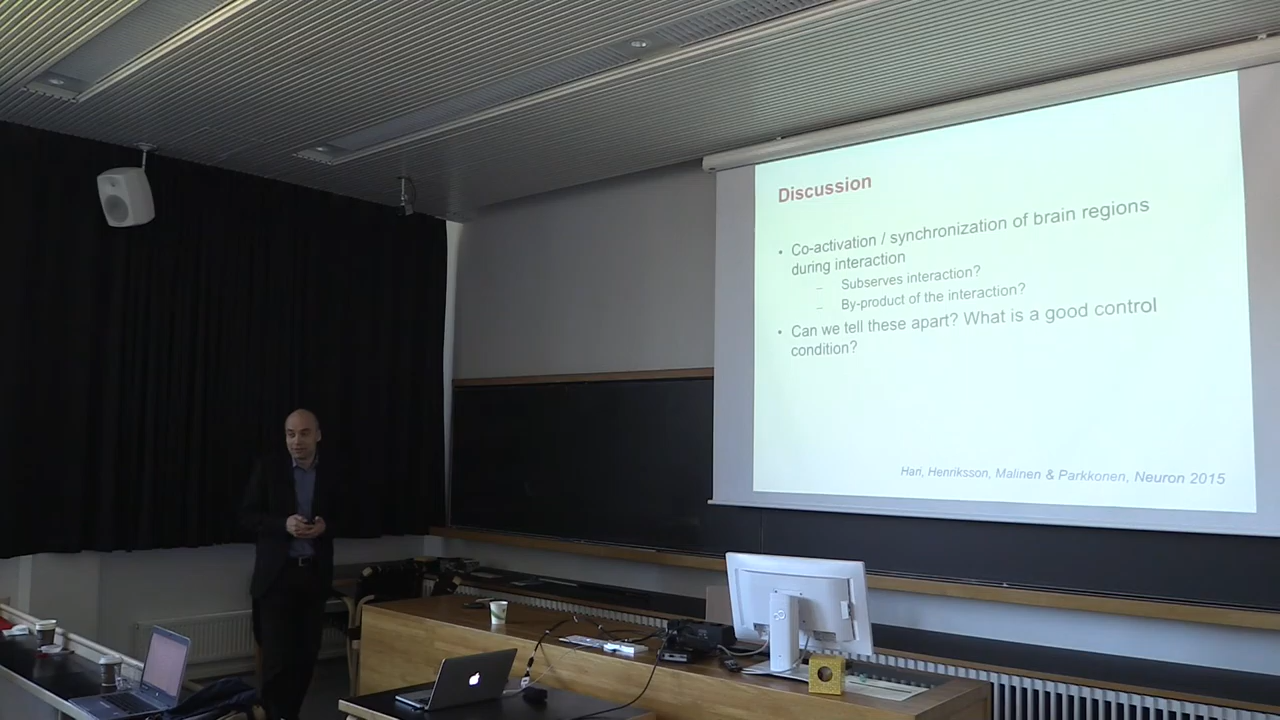 Discussion
• Co-activation / synchronization of brain regions
during interaction
– Subserves interaction?
– By-product of the interaction?
• Can we tell these apart? What is a good control
condition?
Hari, Henriksson, Malinen & Parkkonen, Neuron 2015